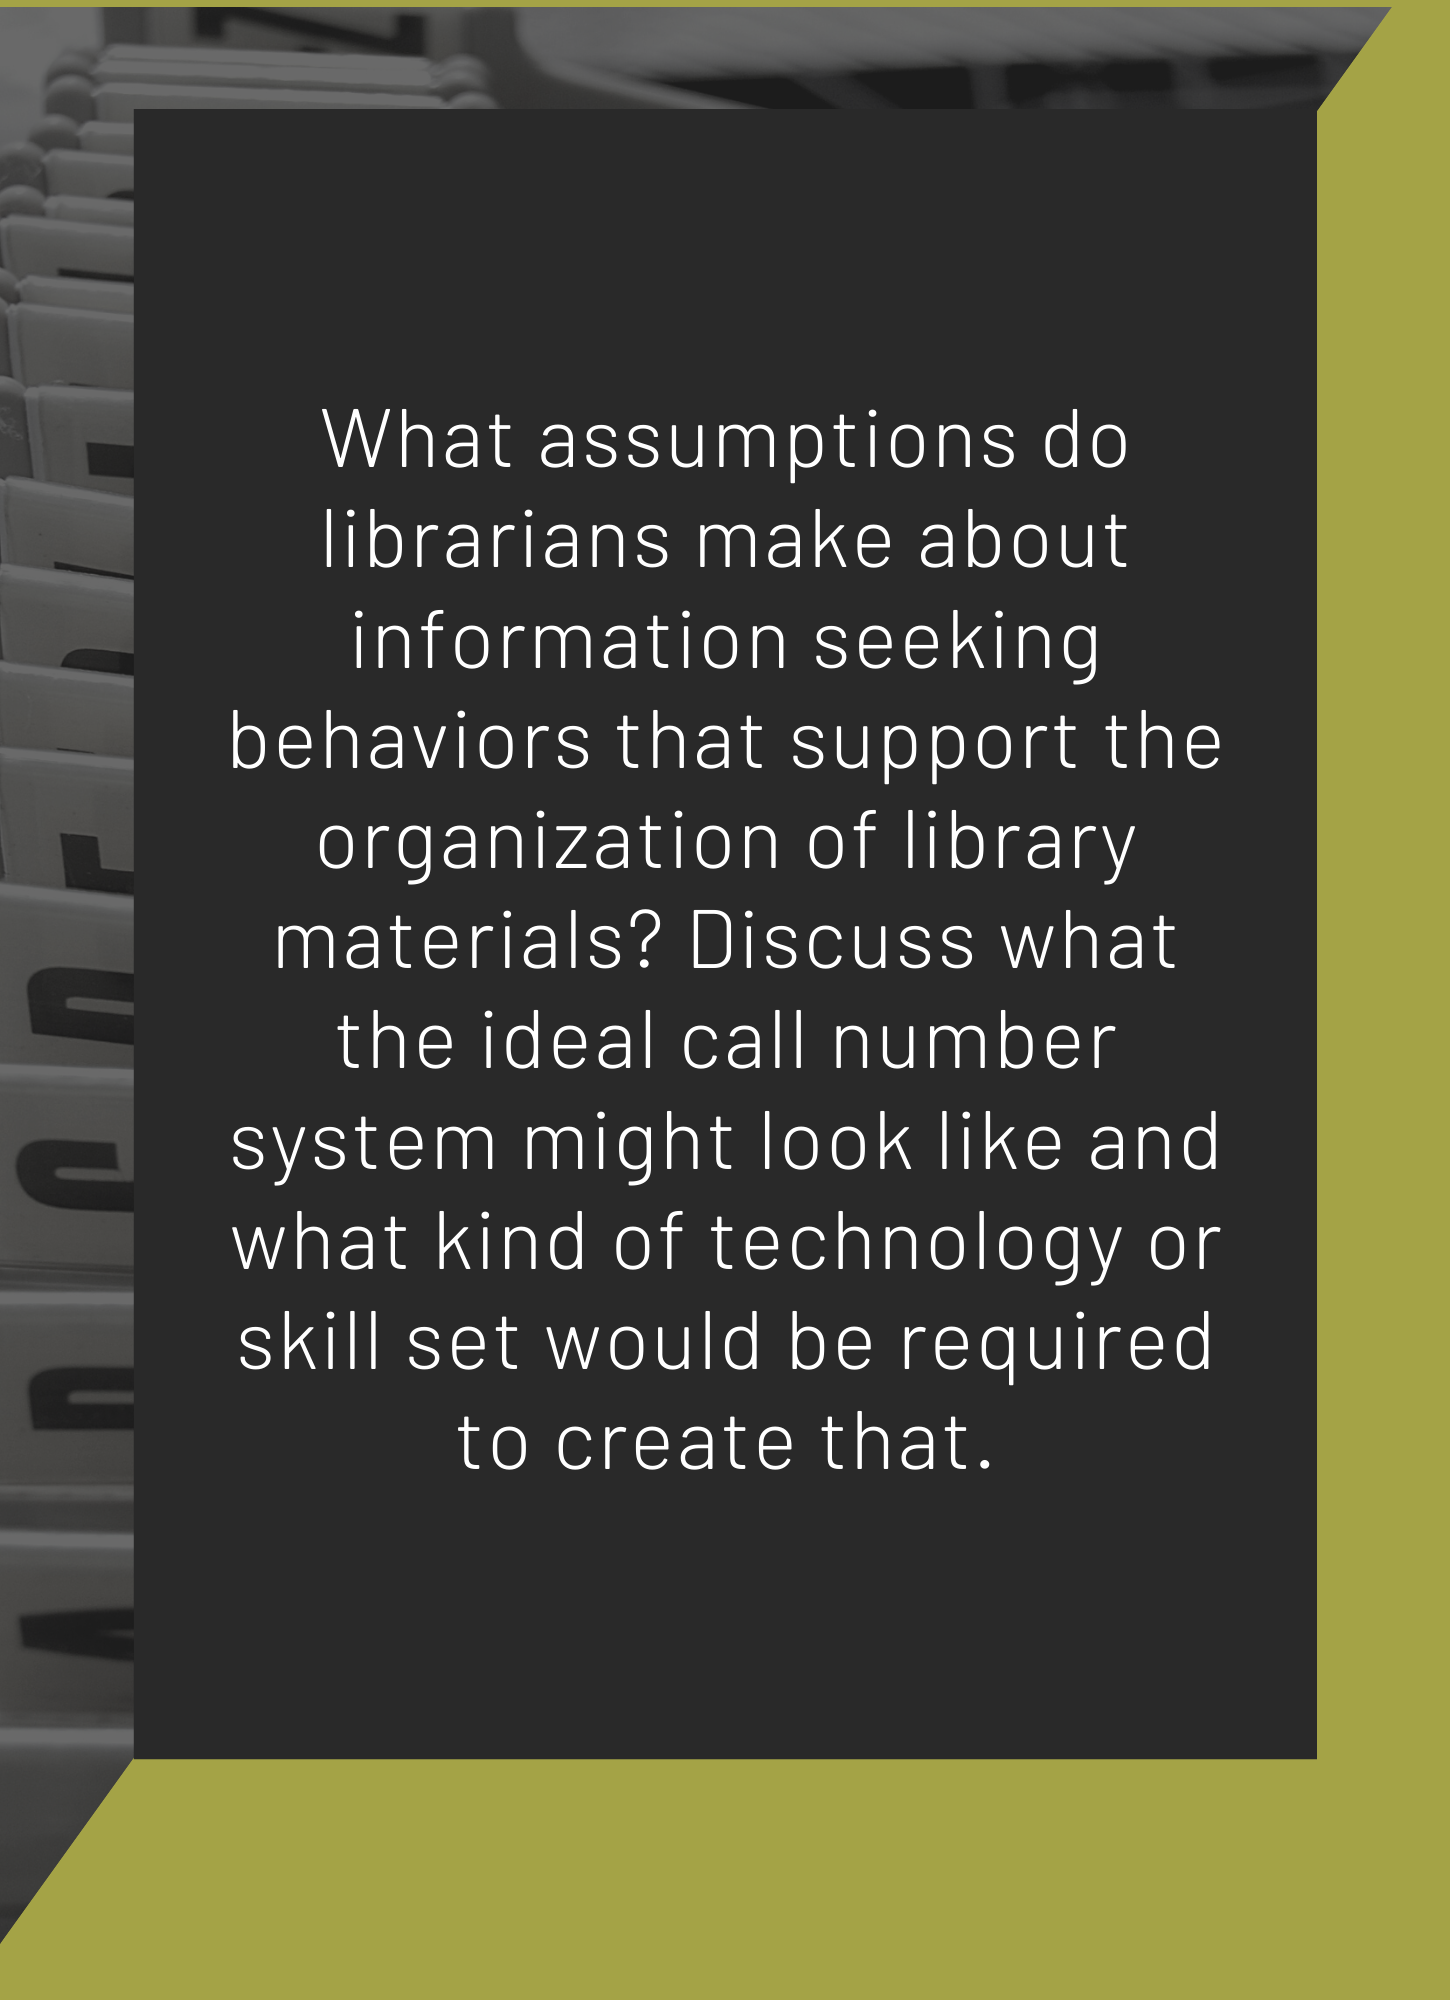 What assumptions do
librarians make about
information seeking
behaviors that support the
organization of library
materials? Discuss what
the ideal call number
system might look like and
what kind of technology or
skill set would be required
to create that.